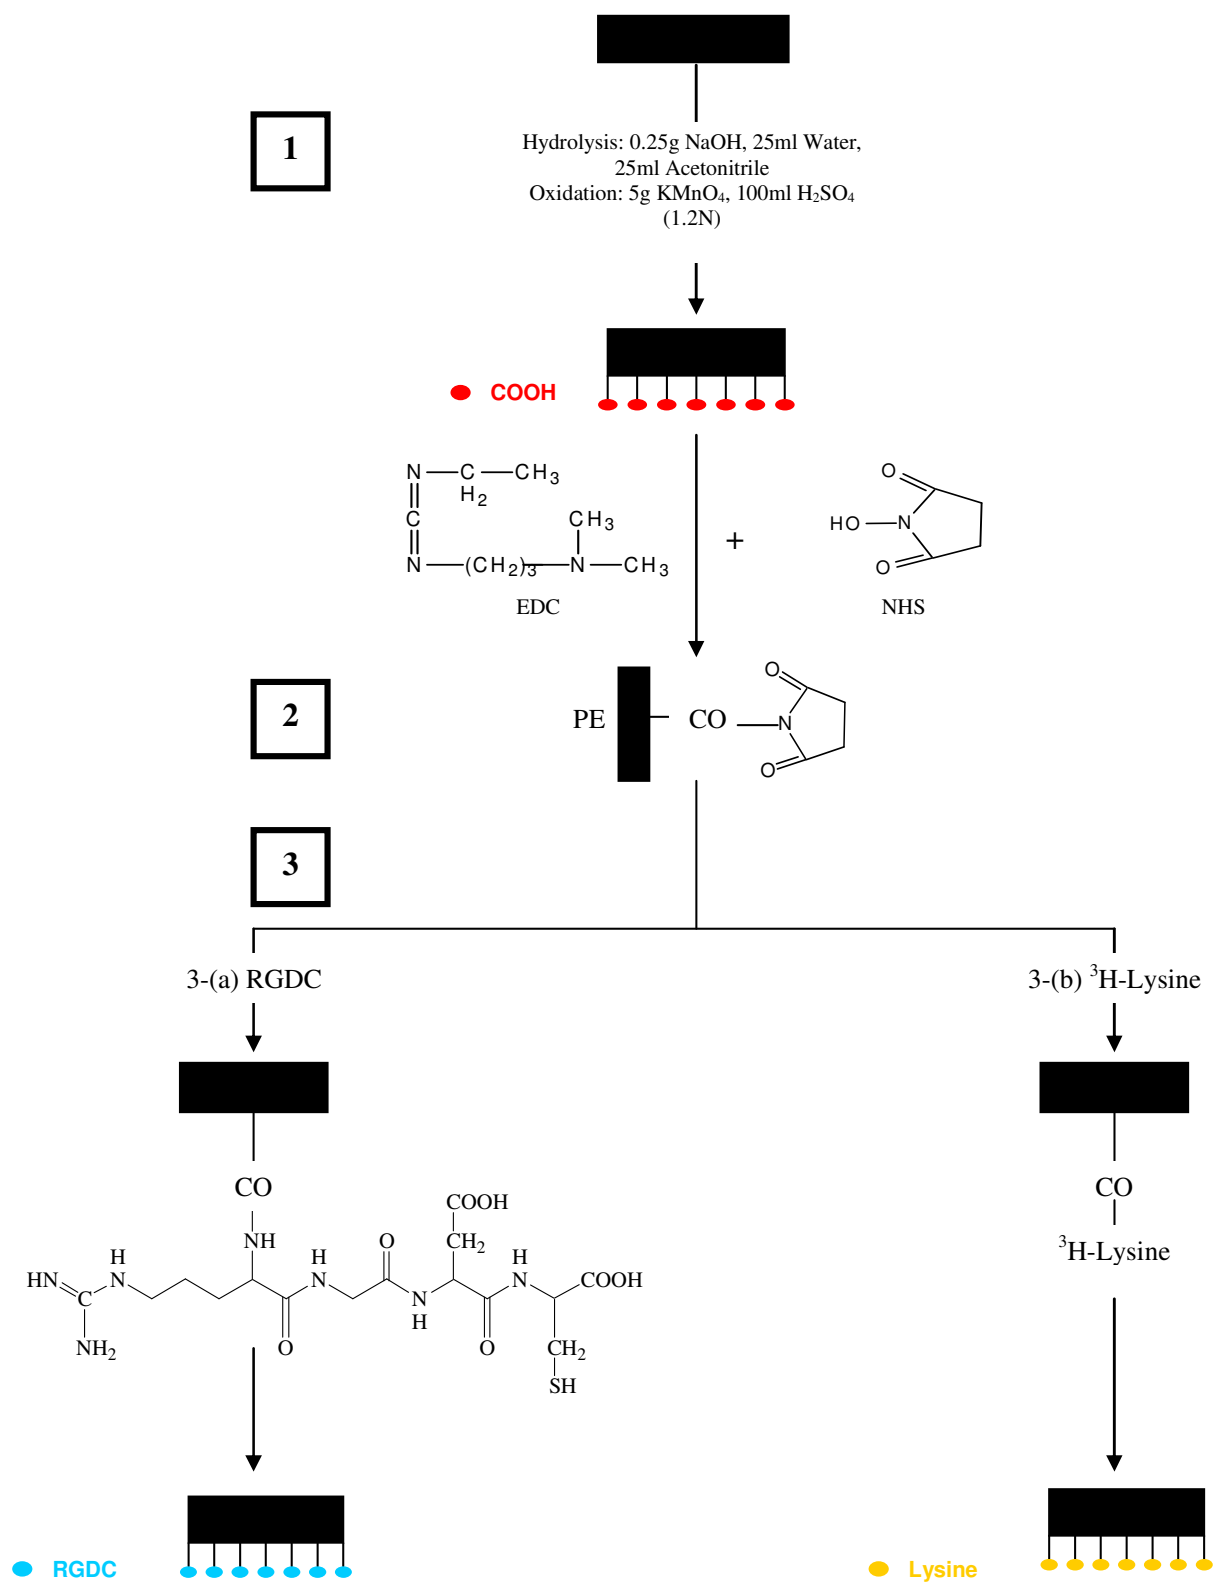 1
Hydrolysis: 0.25g NaOH, 25ml Water,
25ml Acetonitrile
Oxidation: 5g KMnO₄, 100ml H₂SO₄
(1.2N)
COOH
N C CH₃
H₂
C
CH₃
N (CH₂)₃ N CH₃
EDC
+
O
HO N
O
NHS
2
PE CO N
O
O
3
3-(a) RGDC
3-(b) ³H-Lysine
CO
CO
³H-Lysine
COOH
NH O CH₂
H H H
HN N N N COOH
C N
H
NH₂ O O CH₂
SH
RGDC
Lysine